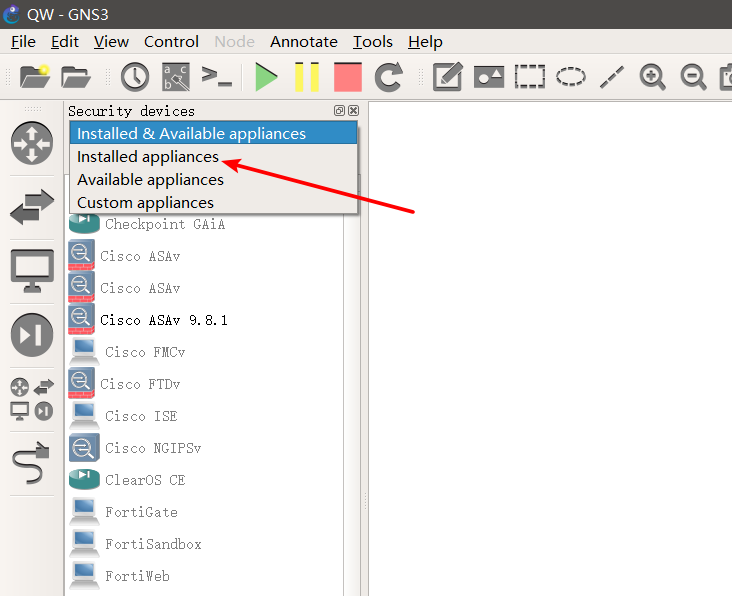 QW - GNS3
File Edit View Control Node Annotate Tools Help
Security devices
Installed & Available appliances
Installed appliances
Available appliances
Custom appliances
Checkpoint GAiA
Cisco ASAv
Cisco ASAv
Cisco ASAv 9.8.1
Cisco FMCv
Cisco FTDv
Cisco ISE
Cisco NGIPSv
ClearOS CE
FortiGate
FortiSandbox
FortiWeb